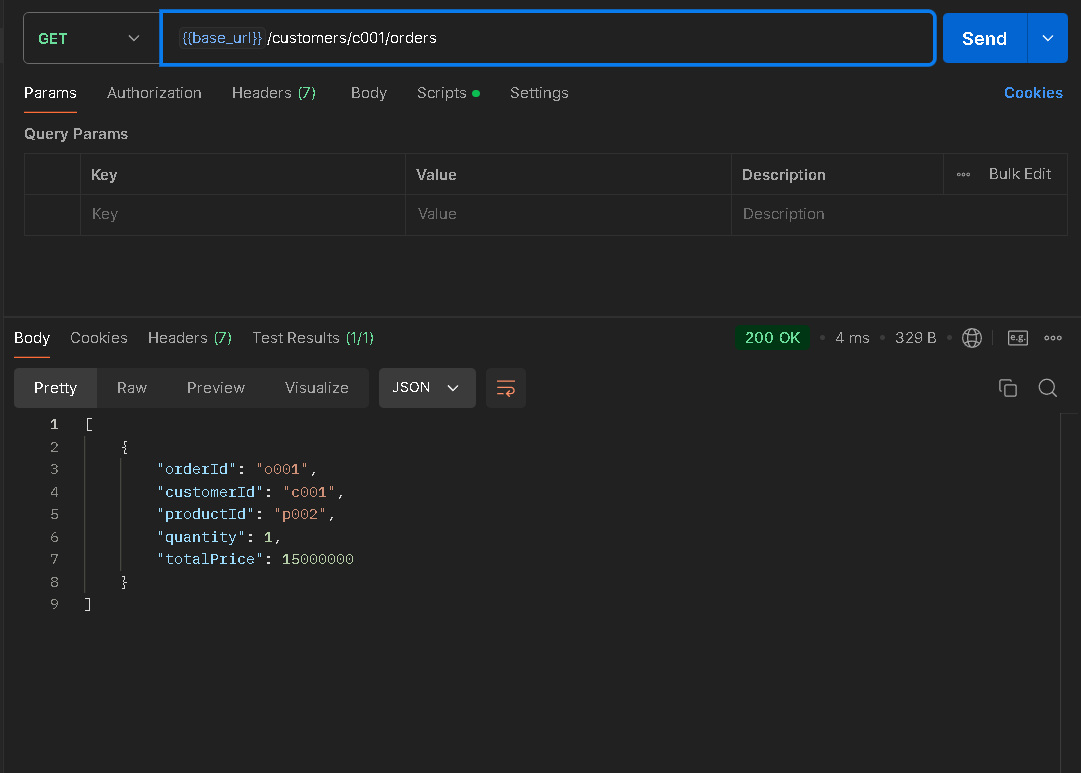 GET {{base_url}} /customers/c001/orders Send
Params Authorization Headers (7) Body Scripts Settings Cookies
Query Params
Key Value Description Bulk Edit
Key Value Description
Body Cookies Headers (7) Test Results (1/1) 200 OK 4 ms 329 B e.g.
Pretty Raw Preview Visualize JSON
1 [
2 {
3 "orderId": "o001",
4 "customerId": "c001",
5 "productId": "p002",
6 "quantity": 1,
7 "totalPrice": 15000000
8 }
9 ]